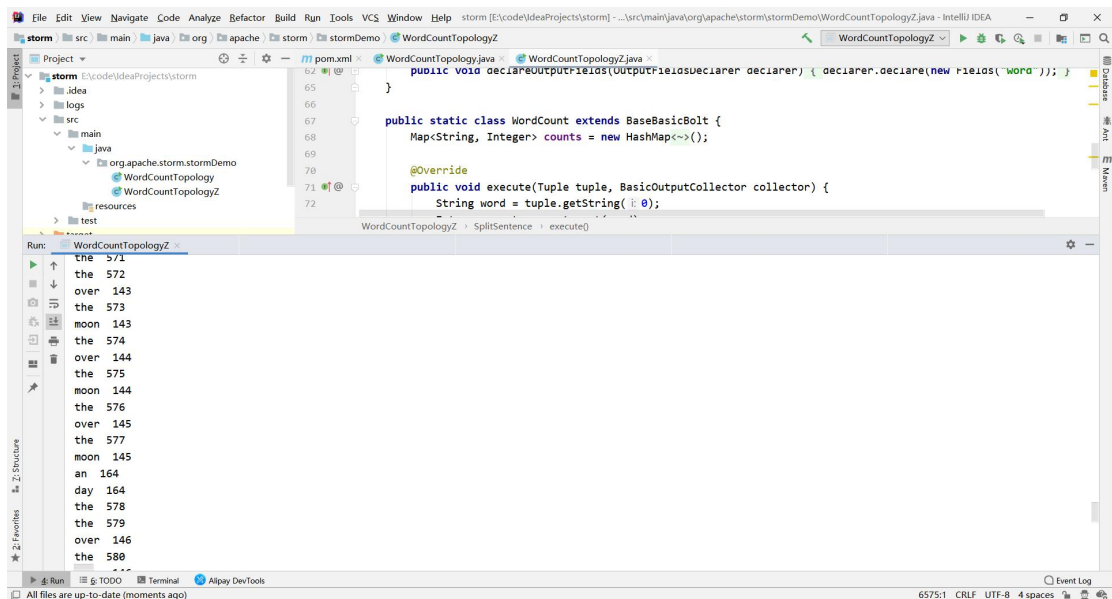 File Edit View Navigate Code Analyze Refactor Build Run Tools VCS Window Help storm [E:\code\IdeaProjects\storm] - ...\src\main\java\org\apache\storm\stormDemo\WordCountTopologyZ.java - IntelliJ IDEA
storm src main java org apache storm stormDemo WordCountTopologyZ WordCountTopologyZ
1: Project
Project
pom.xml WordCountTopology.java WordCountTopologyZ.java
storm E:\code\IdeaProjects\storm
.idea
logs
src
main
java
org.apache.storm.stormDemo
WordCountTopology
WordCountTopologyZ
resources
test
target
62 public void declareOutputFields(OutputFieldsDeclarer declarer) { declarer.declare(new Fields("word")); }
65 }
66
67 public static class WordCount extends BaseBasicBolt {
68 Map<String, Integer> counts = new HashMap<~>();
69
70 @Override
71 @ public void execute(Tuple tuple, BasicOutputCollector collector) {
72 String word = tuple.getString( i: 0);
WordCountTopologyZ > SplitSentence > execute()
Database
Ant
Maven
Run: WordCountTopologyZ
the 571
the 572
over 143
the 573
moon 143
the 574
over 144
the 575
moon 144
the 576
over 145
the 577
moon 145
an 164
day 164
the 578
the 579
over 146
the 580
Z: Structure
2: Favorites
4: Run 6: TODO Terminal Alipay DevTools Event Log
All files are up-to-date (moments ago) 6575:1 CRLF UTF-8 4 spaces